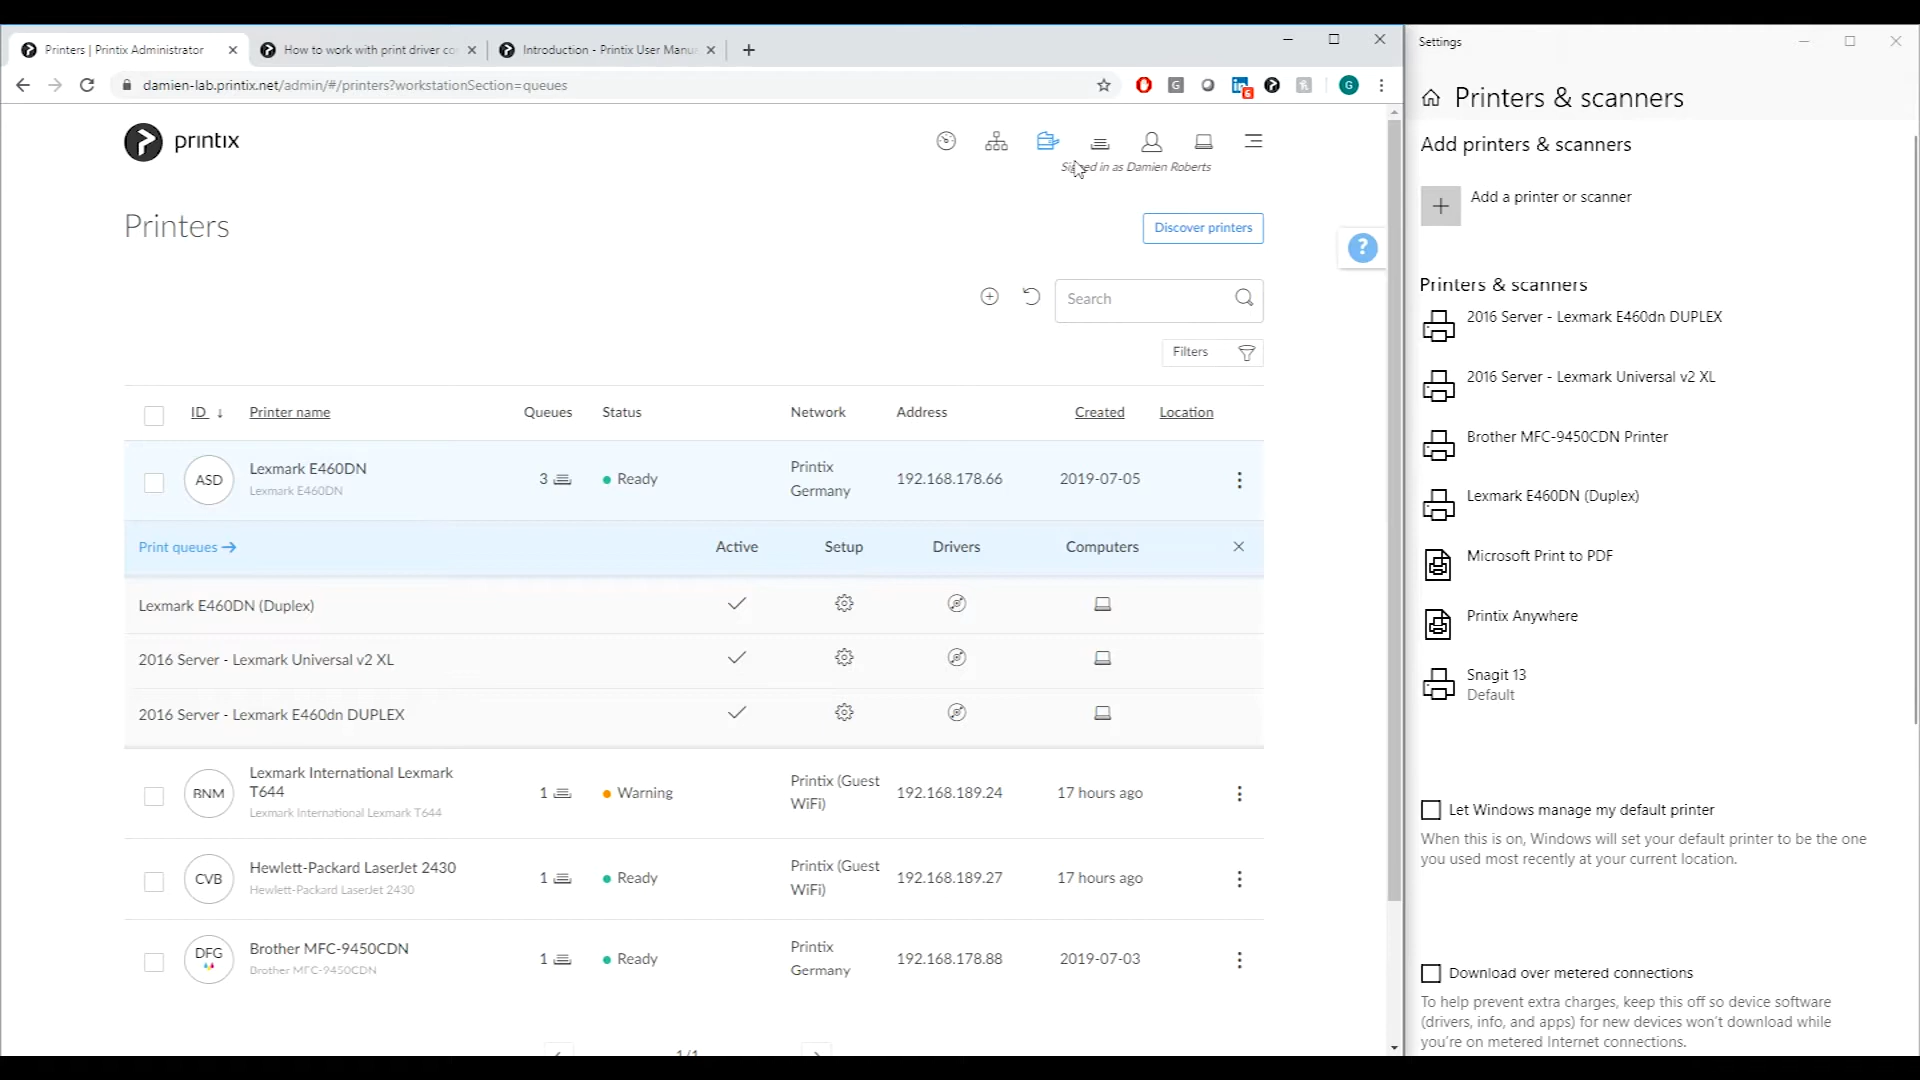 Printers | Printix Administrator
How to work with print driver co
Introduction - Printix User Manu
damien-lab.printix.net/admin/#/printers?workstationSection=queues
G
6
G
printix
Signed in as Damien Roberts
Printers
Discover printers
?
Search
Filters
ID ↓ Printer name Queues Status Network Address Created Location
ASD Lexmark E460DN 3 Ready Printix Germany 192.168.178.66 2019-07-05
Lexmark E460DN
Print queues → Active Setup Drivers Computers
Lexmark E460DN (Duplex)
2016 Server - Lexmark Universal v2 XL
2016 Server - Lexmark E460dn DUPLEX
BNM Lexmark International Lexmark T644 1 Warning Printix (Guest WiFi) 192.168.189.24 17 hours ago
Lexmark International Lexmark T644
CVB Hewlett-Packard LaserJet 2430 1 Ready Printix (Guest WiFi) 192.168.189.27 17 hours ago
Hewlett-Packard LaserJet 2430
DFG Brother MFC-9450CDN 1 Ready Printix Germany 192.168.178.88 2019-07-03
Brother MFC-9450CDN
1/1
Settings
Printers & scanners
Add printers & scanners
Add a printer or scanner
Printers & scanners
2016 Server - Lexmark E460dn DUPLEX
2016 Server - Lexmark Universal v2 XL
Brother MFC-9450CDN Printer
Lexmark E460DN (Duplex)
Microsoft Print to PDF
Printix Anywhere
Snagit 13
Default
Let Windows manage my default printer
When this is on, Windows will set your default printer to be the one
you used most recently at your current location.
Download over metered connections
To help prevent extra charges, keep this off so device software
(drivers, info, and apps) for new devices won't download while
you're on metered Internet connections.